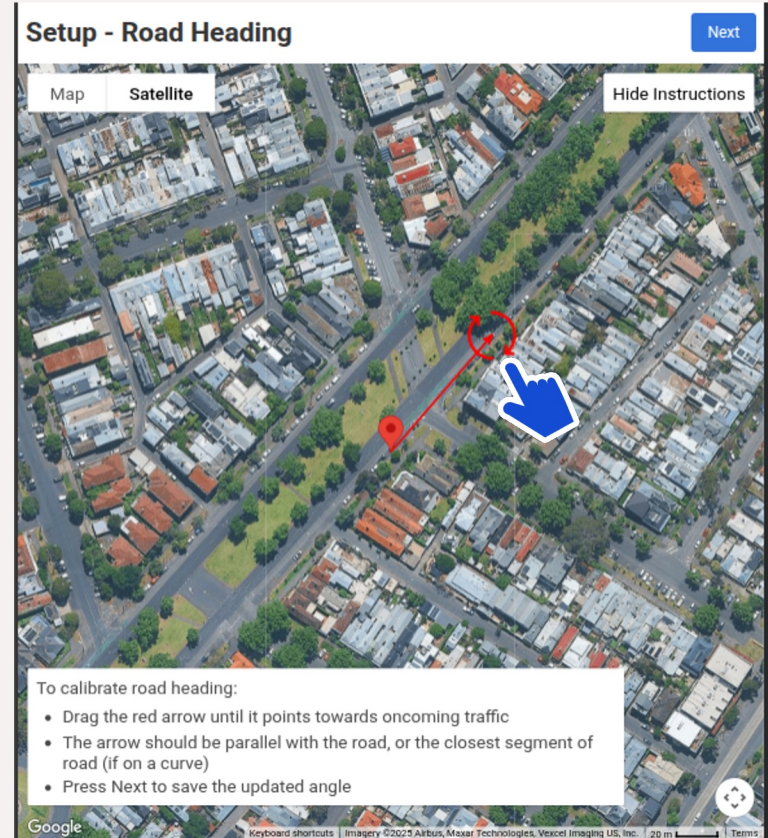 Setup - Road Heading
Next
Map
Satellite
Hide Instructions
To calibrate road heading:
• Drag the red arrow until it points towards oncoming traffic
• The arrow should be parallel with the road, or the closest segment of
road (if on a curve)
• Press Next to save the updated angle
Google
Keyboard shortcuts
Imagery ©2025 Airbus, Maxar Technologies, Vexcel Imaging US, Inc.
20 m
Terms